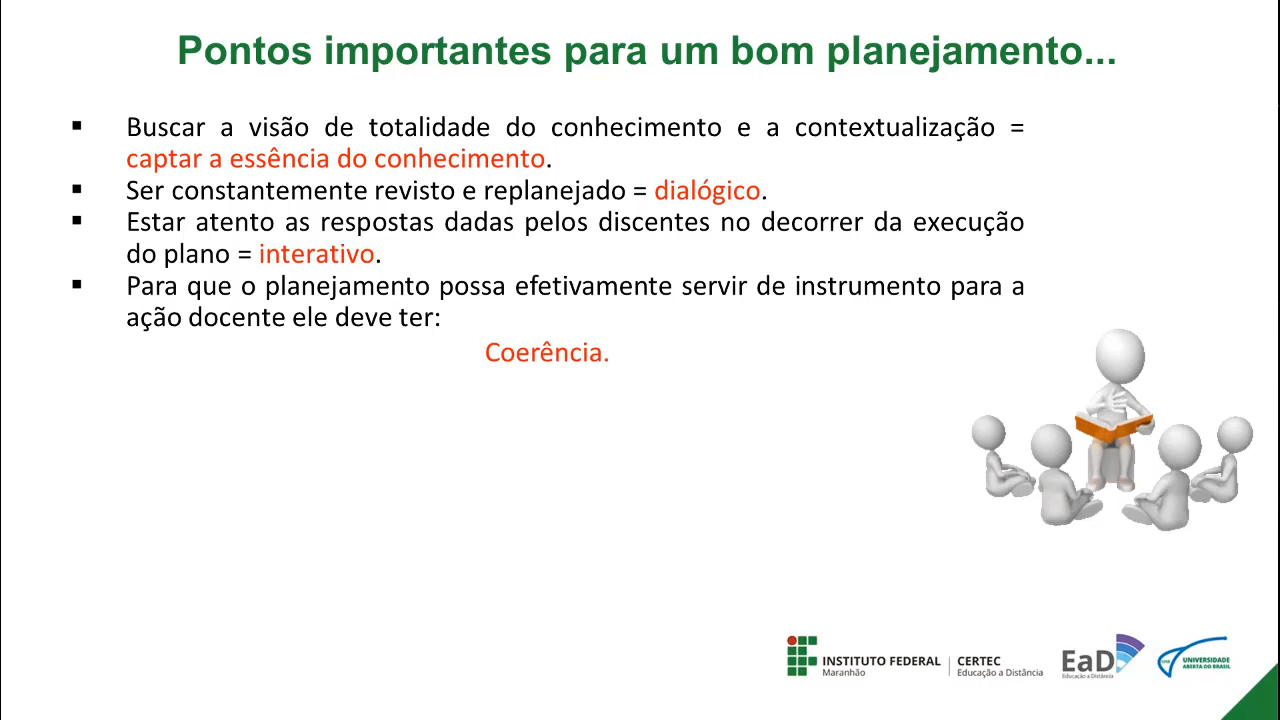 Pontos importantes para um bom planejamento...
▪ Buscar a visão de totalidade do conhecimento e a contextualização =
captar a essência do conhecimento.
▪ Ser constantemente revisto e replanejado = dialógico.
▪ Estar atento as respostas dadas pelos discentes no decorrer da execução
do plano = interativo.
▪ Para que o planejamento possa efetivamente servir de instrumento para a
ação docente ele deve ter:
Coerência.
INSTITUTO FEDERAL
Maranhão
CERTEC
Educação a Distância
EaD
Educação a Distância
UNIVERSIDADE
ABERTA DO BRASIL